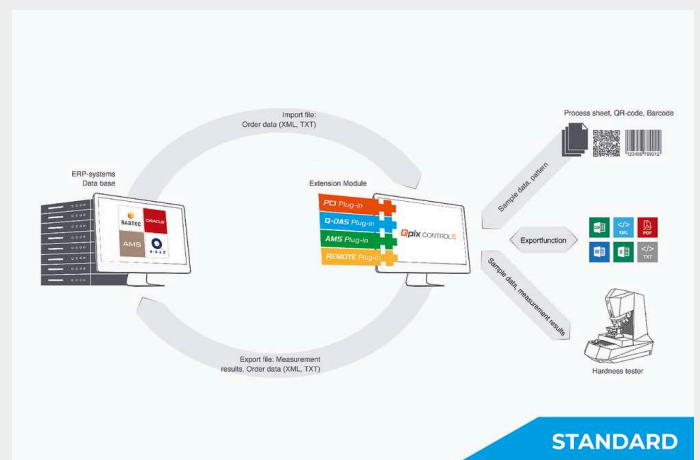 Import file:
Order data (XML, TXT)
Process sheet, QR-code, Barcode
ERP-systems
Data base
Extension Module
BABTEC
ORACLE
AMS
PCI Plug-in
Q-DAS Plug-in
AMS Plug-in
REMOTE Plug-in
Qpix CONTROL2
Sample data, pattern
Exportfunction
</>
XML
PDF
</>
TXT
Sample data, measurement results
Hardness tester
Export file: Measurement
results, Order data (XML, TXT)
STANDARD